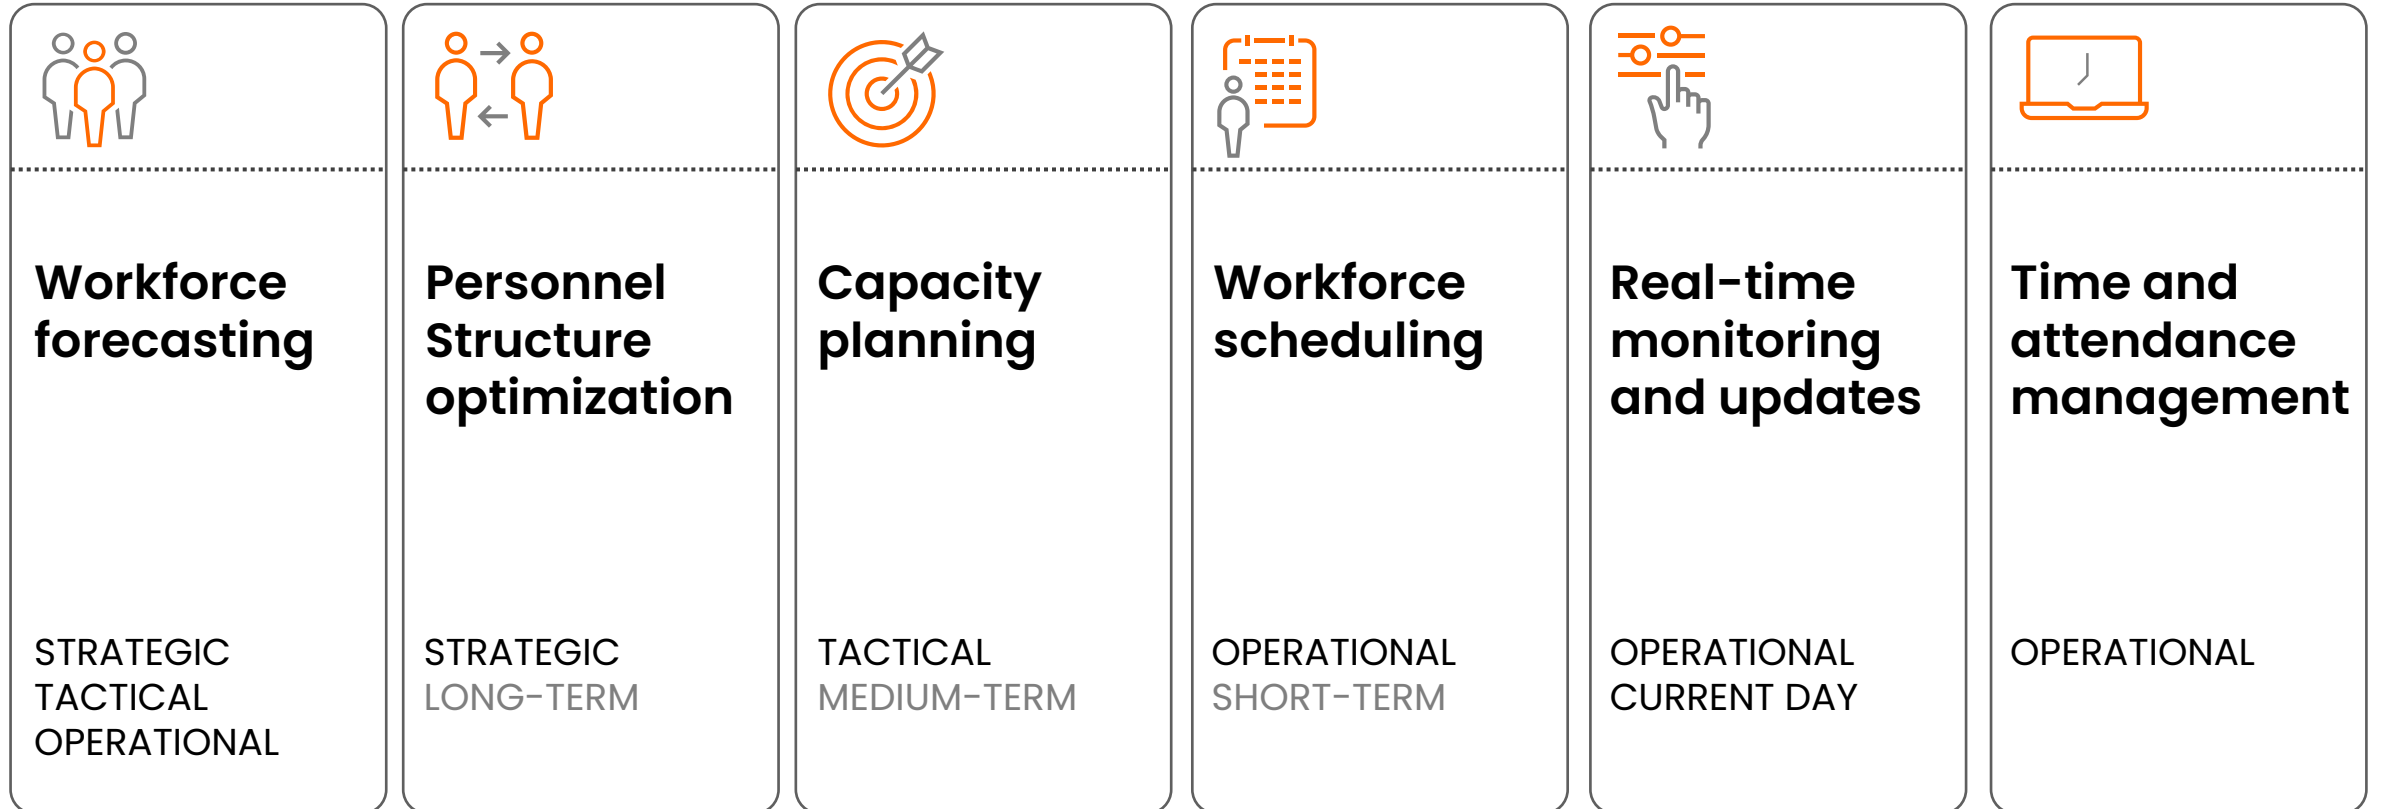 Workforce
forecasting
STRATEGIC
TACTICAL
OPERATIONAL
Personnel
Structure
optimization
STRATEGIC
LONG-TERM
Capacity
planning
TACTICAL
MEDIUM-TERM
Workforce
scheduling
OPERATIONAL
SHORT-TERM
Real-time
monitoring
and updates
OPERATIONAL
CURRENT DAY
Time and
attendance
management
OPERATIONAL